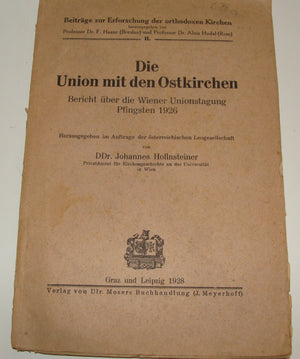 Beiträge zur Erforschung der orthodoxen Kirchen
herausgegeben von
Professor Dr. F. Haase (Breslau) und Professor Dr. Alois Hudal (Rom)
II.
Die
Union mit den Ostkirchen
Bericht über die Wiener Unionstagung
Pfingsten 1926
Herausgegeben im Auftrage der österreichischen Leogesellschaft
von
DDr. Johannes Hollnsteiner
Privatdozent für Kirchengeschichte an der Universität
in Wien
Graz und Leipzig 1928
Verlag von Ulr. Mosers Buchhandlung (J. Meyerhoff)